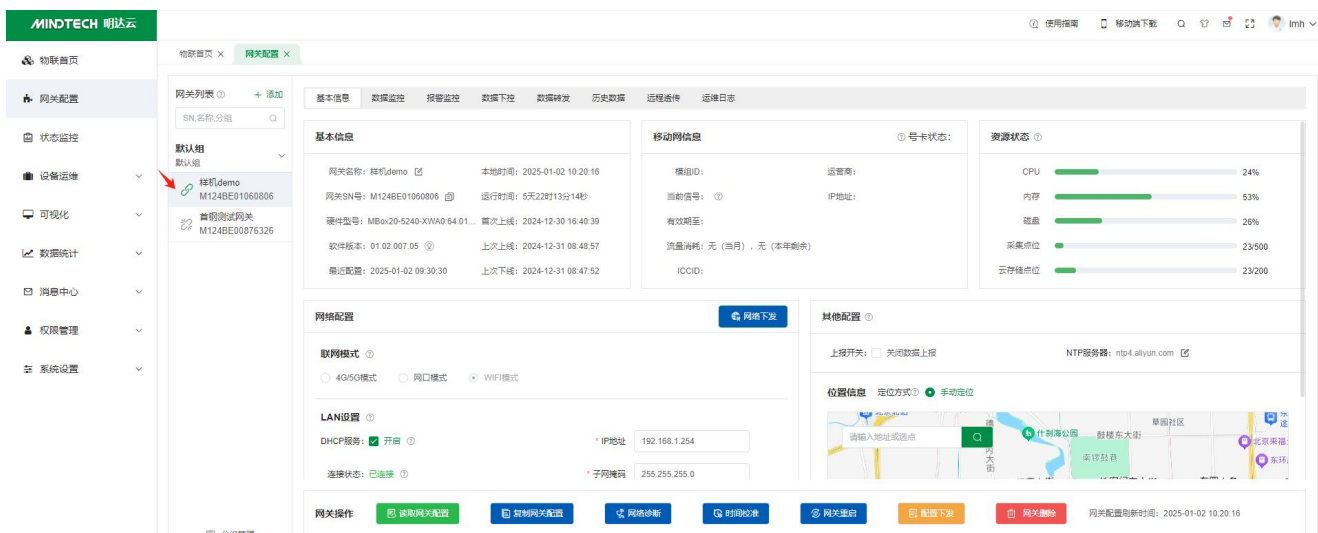 MINDTECH 明达云
使用指南 移动端下载 lmh
物联首页 网关配置
状态监控
设备运维
可视化
数据统计
消息中心
权限管理
系统设置
物联首页 × 网关配置 ×
网关列表 + 添加
SN,名称,分组
默认组
默认组
样机demo
M124BE01060806
首钢测试网关
M124BE00876326
基本信息 数据监控 报警监控 数据下控 数据转发 历史数据 远程透传 运维日志
基本信息
网关名称：样机demo 本地时间：2025-01-02 10:20:16
网关SN号：M124BE01060806 运行时间：5天22时13分14秒
硬件型号：MBox20-5240-XWA0.64.01... 首次上线：2024-12-30 16:40:39
软件版本：01.02.007.05 上次上线：2024-12-31 08:48:57
最近配置：2025-01-02 09:30:30 上次下线：2024-12-31 08:47:52
移动网信息 号卡状态：
模组ID： 运营商：
当前信号： IP地址：
有效期至：
流量消耗：无（当月），无（本年剩余）
ICCID：
资源状态
CPU 24%
内存 53%
磁盘 26%
采集点位 23/500
云存储点位 23/200
网络配置 网络下发
联网模式
4G/5G模式 网口模式 WIFI模式
LAN设置
DHCP服务： 开启 * IP地址 192.168.1.254
连接状态：已连接 * 子网掩码 255.255.255.0
其他配置
上报开关： 关闭数据上报 NTP服务器：ntp4.aliyun.com
位置信息 定位方式 手动定位
请输入地址或选点
什刹海公园
鼓楼东大街
草园社区
南锣鼓巷
网关操作 读取网关配置 复制网关配置 网络诊断 时间校准 网关重启 配置下发 网关删除 网关配置刷新时间：2025-01-02 10:20:16